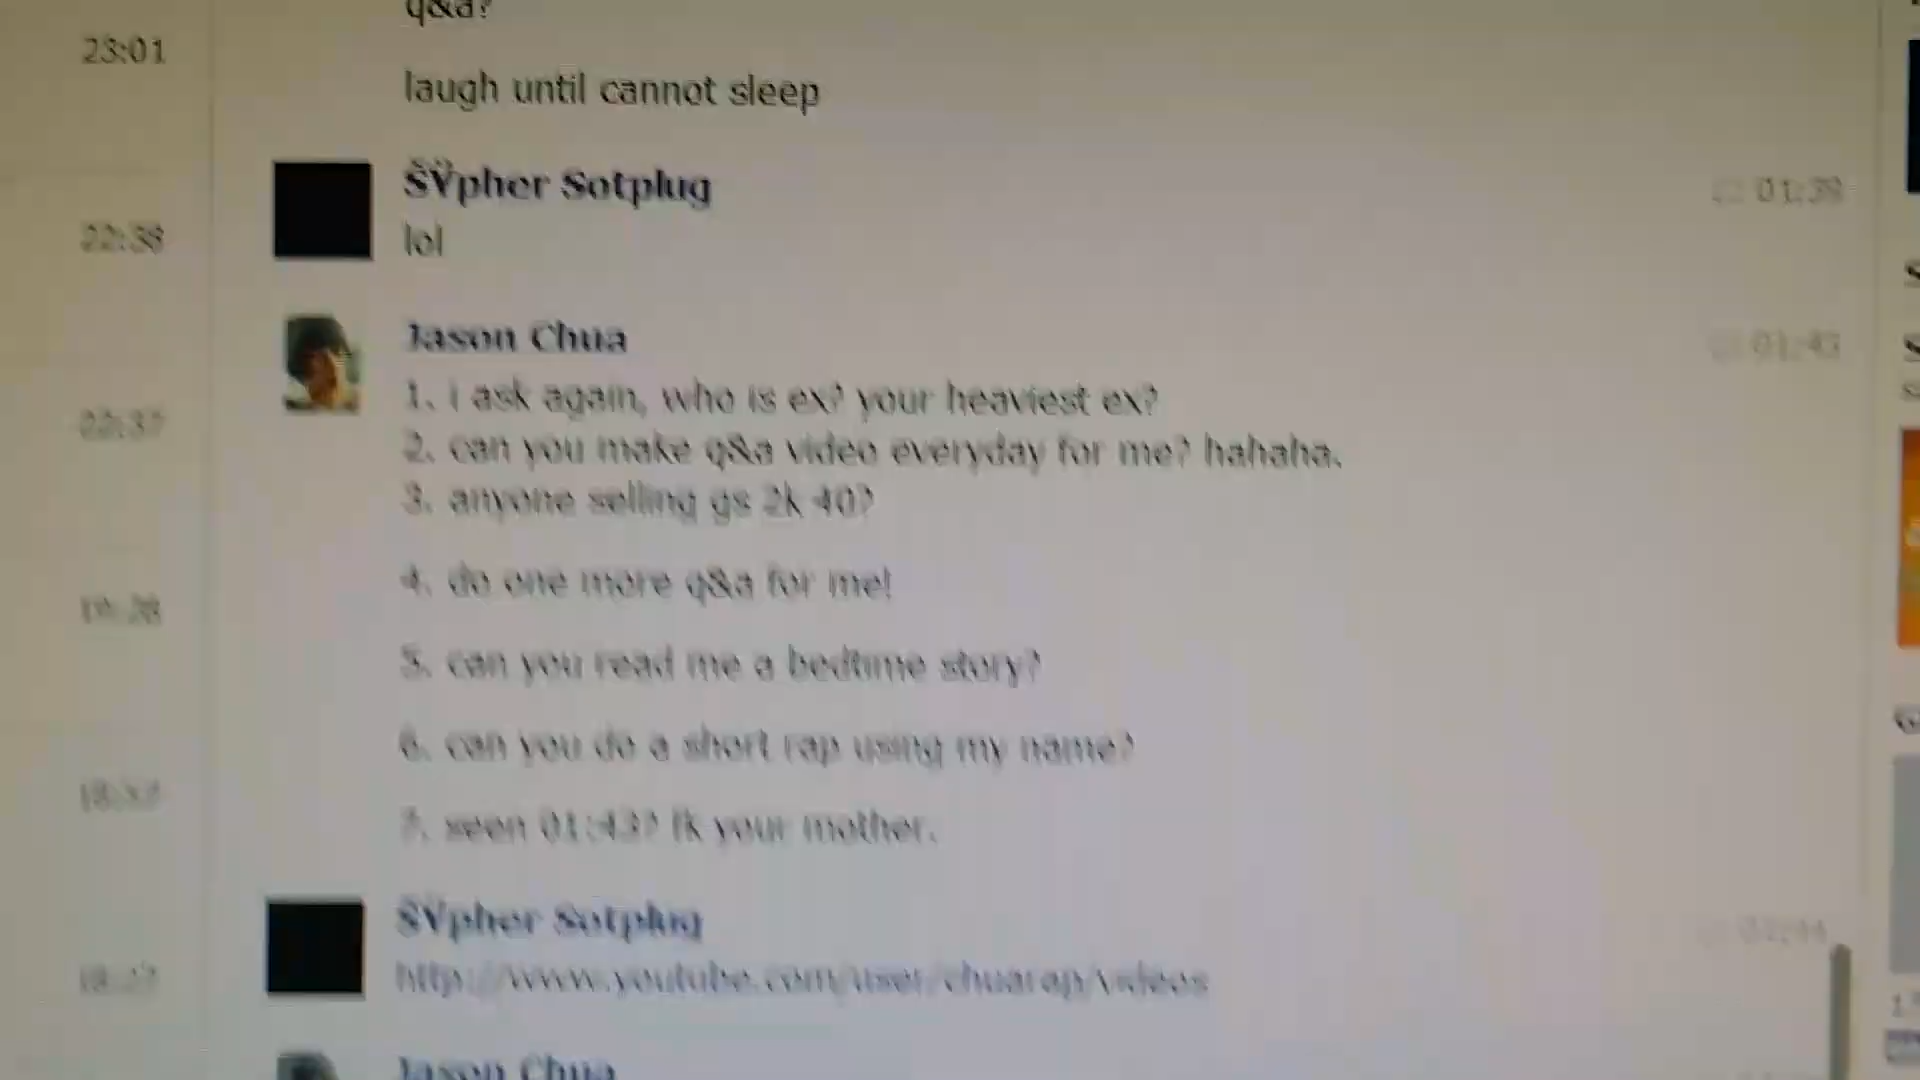 q&a?
23:01
laugh until cannot sleep
ŠŸpher Sotplug
01:39
22:38
lol
Jason Chua
01:43
1. i ask again, who is ex? your heaviest ex?
22:37
2. can you make q&a video everyday for me? hahaha.
3. anyone selling gs 2k 40?
4. do one more q&a for me!
5. can you read me a bedtime story?
6. can you do a short rap using my name?
7. seen 01:43? fk your mother.
ŠŸpher Sotplug
http://www.youtube.com/user/chuarap/videos
Jason Chua